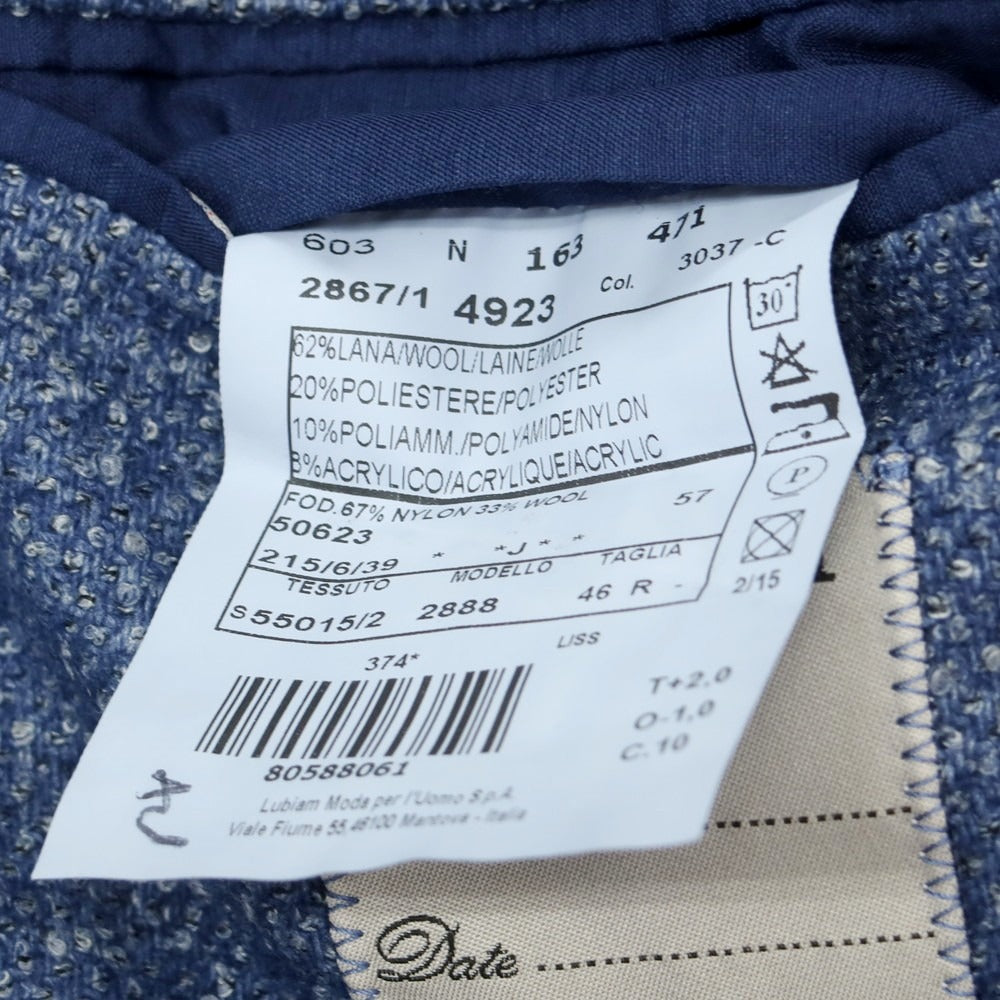 603 N 163 471
2867/1 4923 Col. 3037 -C
30°
62%LANA/WOOL/LAINE/WOLLE
20%POLIESTERE/POLYESTER
10%POLIAMM./POLYAMIDE/NYLON
8%ACRYLICO/ACRYLIQUE/ACRYLIC
P
FOD.67% NYLON 33% WOOL 57
50623
215/6/39 * *J * *
TESSUTO MODELLO TAGLIA
S55015/2 2888 46 R -
2/15
LISS
374*
T+2.0
O-1,0
C.10
80588061
Lubiam Moda per l'Uomo S.p.A.
Viale Fiume 55,46100 Mantova - Italia
Date